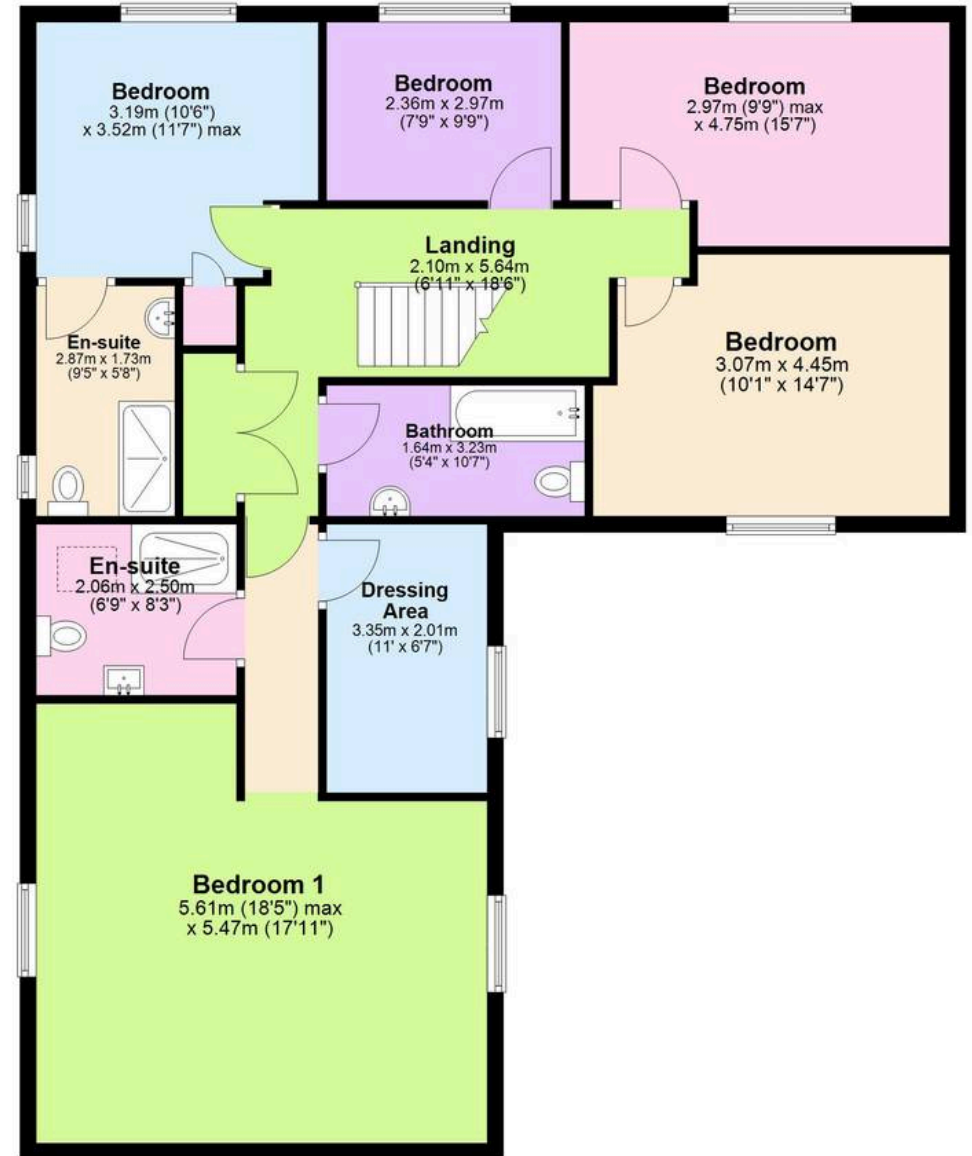 Bedroom
3.19m (10'6")
x 3.52m (11'7") max
Bedroom
2.36m x 2.97m
(7'9" x 9'9")
Bedroom
2.97m (9'9") max
x 4.75m (15'7")
Landing
2.10m x 5.64m
(6'11" x 18'6")
En-suite
2.87m x 1.73m
(9'5" x 5'8")
Bedroom
3.07m x 4.45m
(10'1" x 14'7")
Bathroom
1.64m x 3.23m
(5'4" x 10'7")
En-suite
2.06m x 2.50m
(6'9" x 8'3")
Dressing
Area
3.35m x 2.01m
(11' x 6'7")
Bedroom 1
5.61m (18'5") max
x 5.47m (17'11")